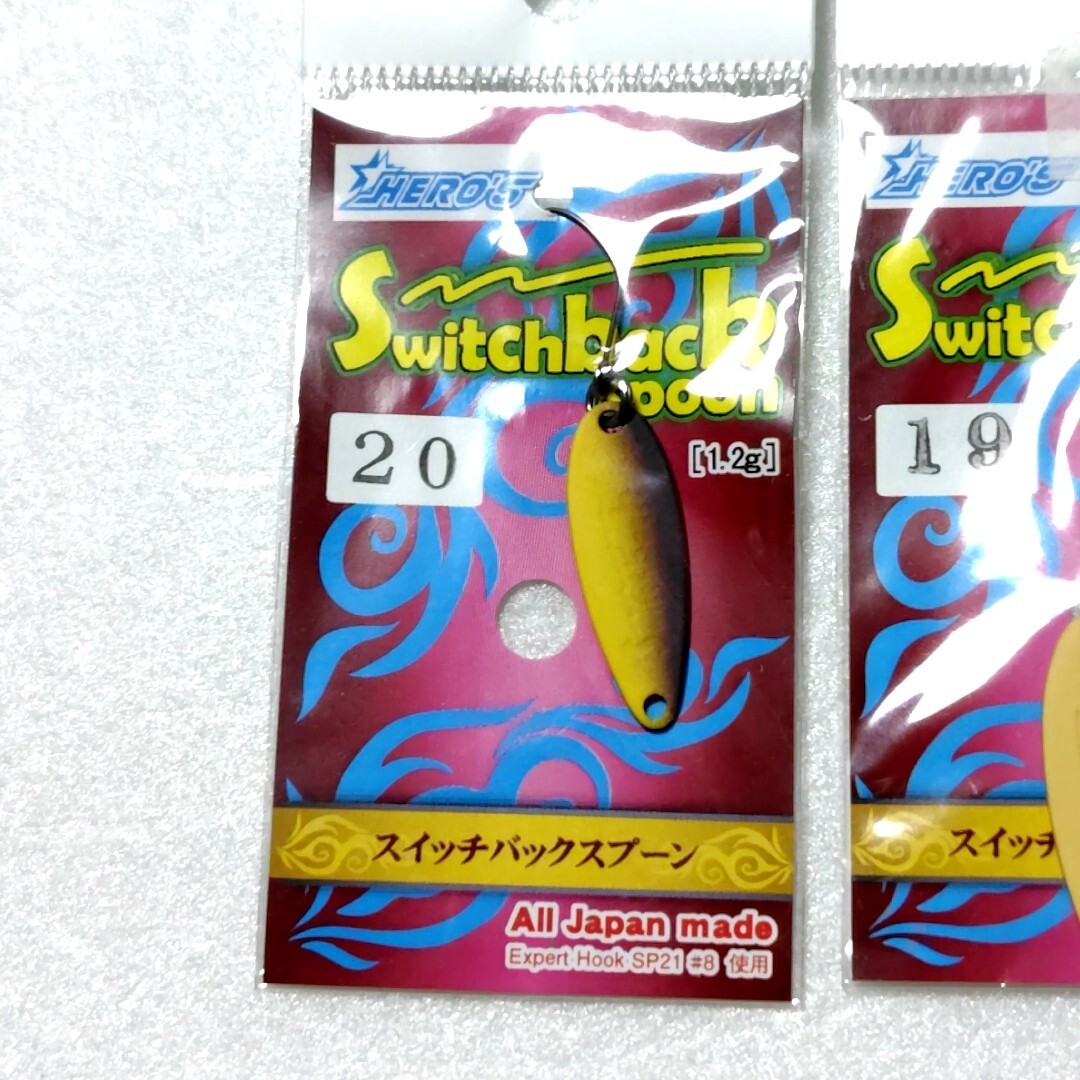 HERO'S
Switchback
Spoon
20
[1.2g]
スイッチバックスプーン
All Japan made
Expert Hook SP21 #8 使用
HERO'S
Switc
19
スイッチ